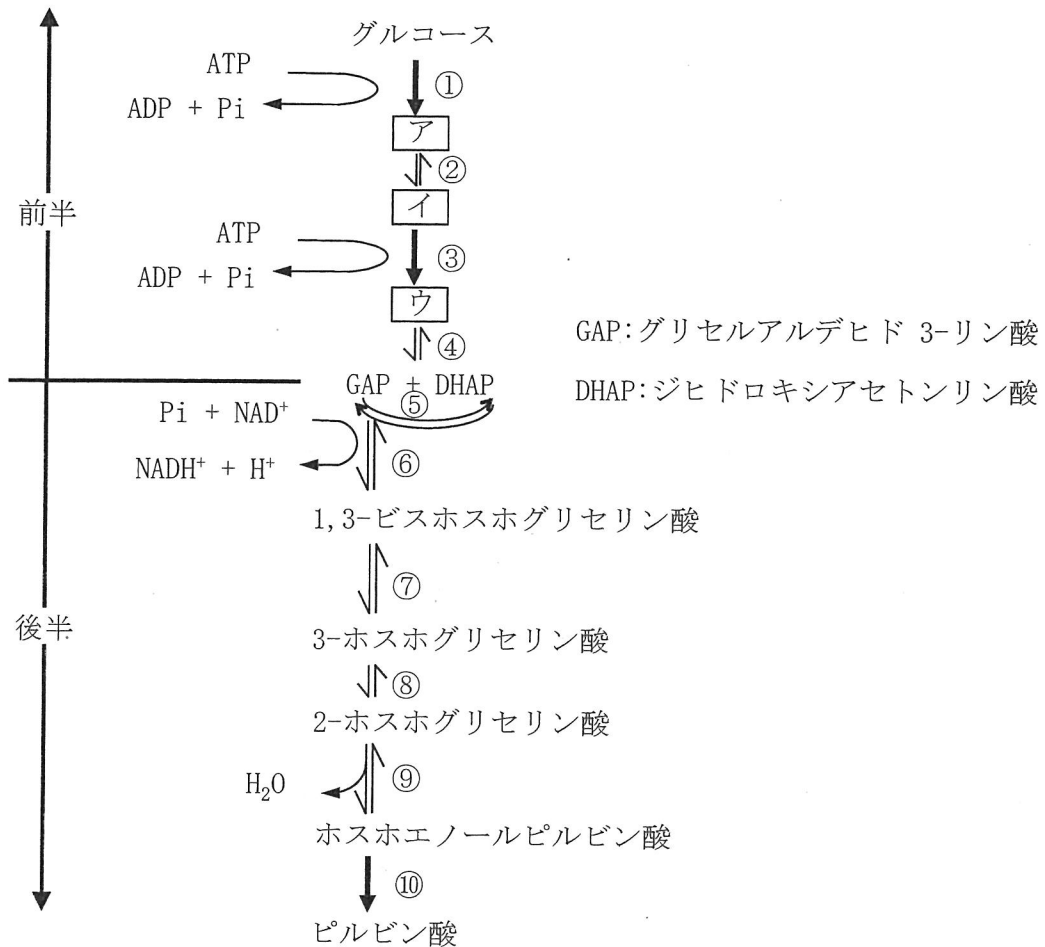 グルコース
ATP
①
ADP + Pi
ア
②
イ
前半
ATP
③
ADP + Pi
ウ
④
GAP:グリセルアルデヒド 3-リン酸
GAP + DHAP
DHAP:ジヒドロキシアセトンリン酸
⑤
Pi + NAD⁺
⑥
NADH⁺ + H⁺
1,3-ビスホスホグリセリン酸
⑦
後半
3-ホスホグリセリン酸
⑧
2-ホスホグリセリン酸
⑨
H₂O
ホスホエノールピルビン酸
⑩
ピルビン酸